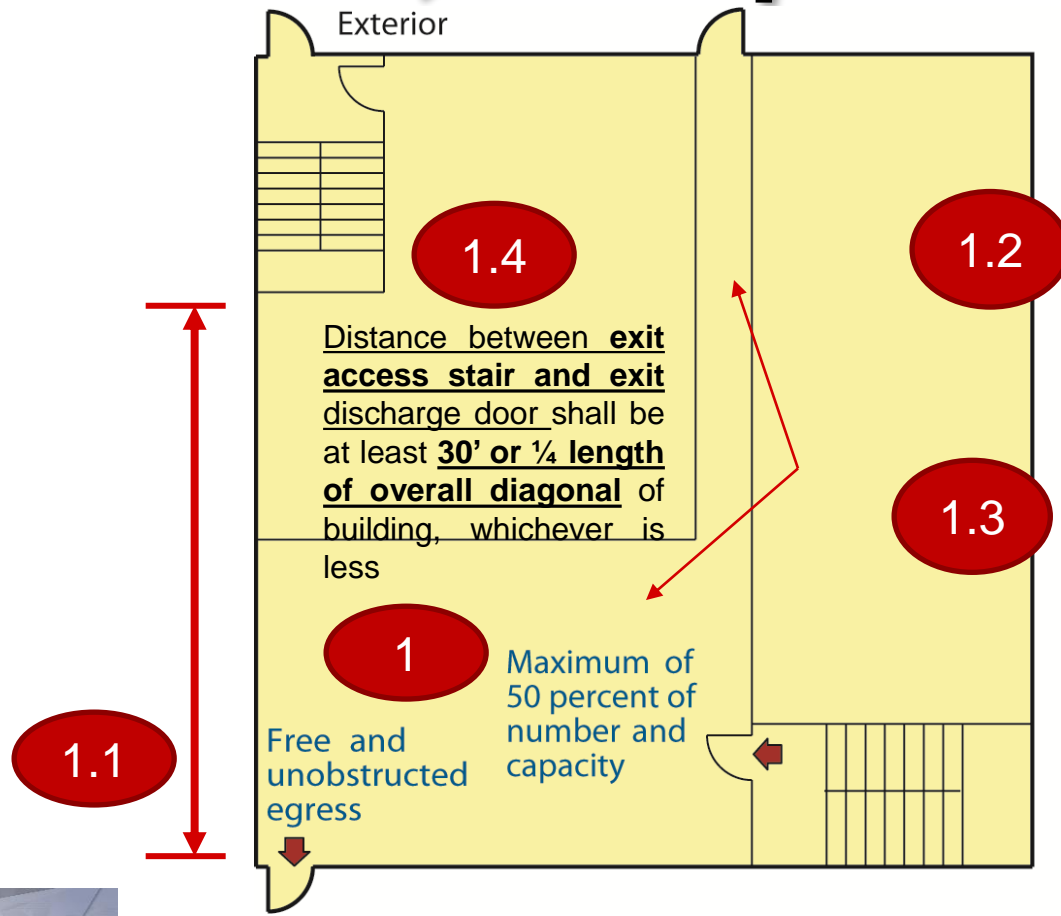 Exterior
1.4
1.2
Distance between exit
access stair and exit
discharge door shall be
at least 30’ or ¼ length
of overall diagonal of
building, whichever is
less
1.3
1
Maximum of
50 percent of
number and
capacity
1.1
Free and
unobstructed
egress